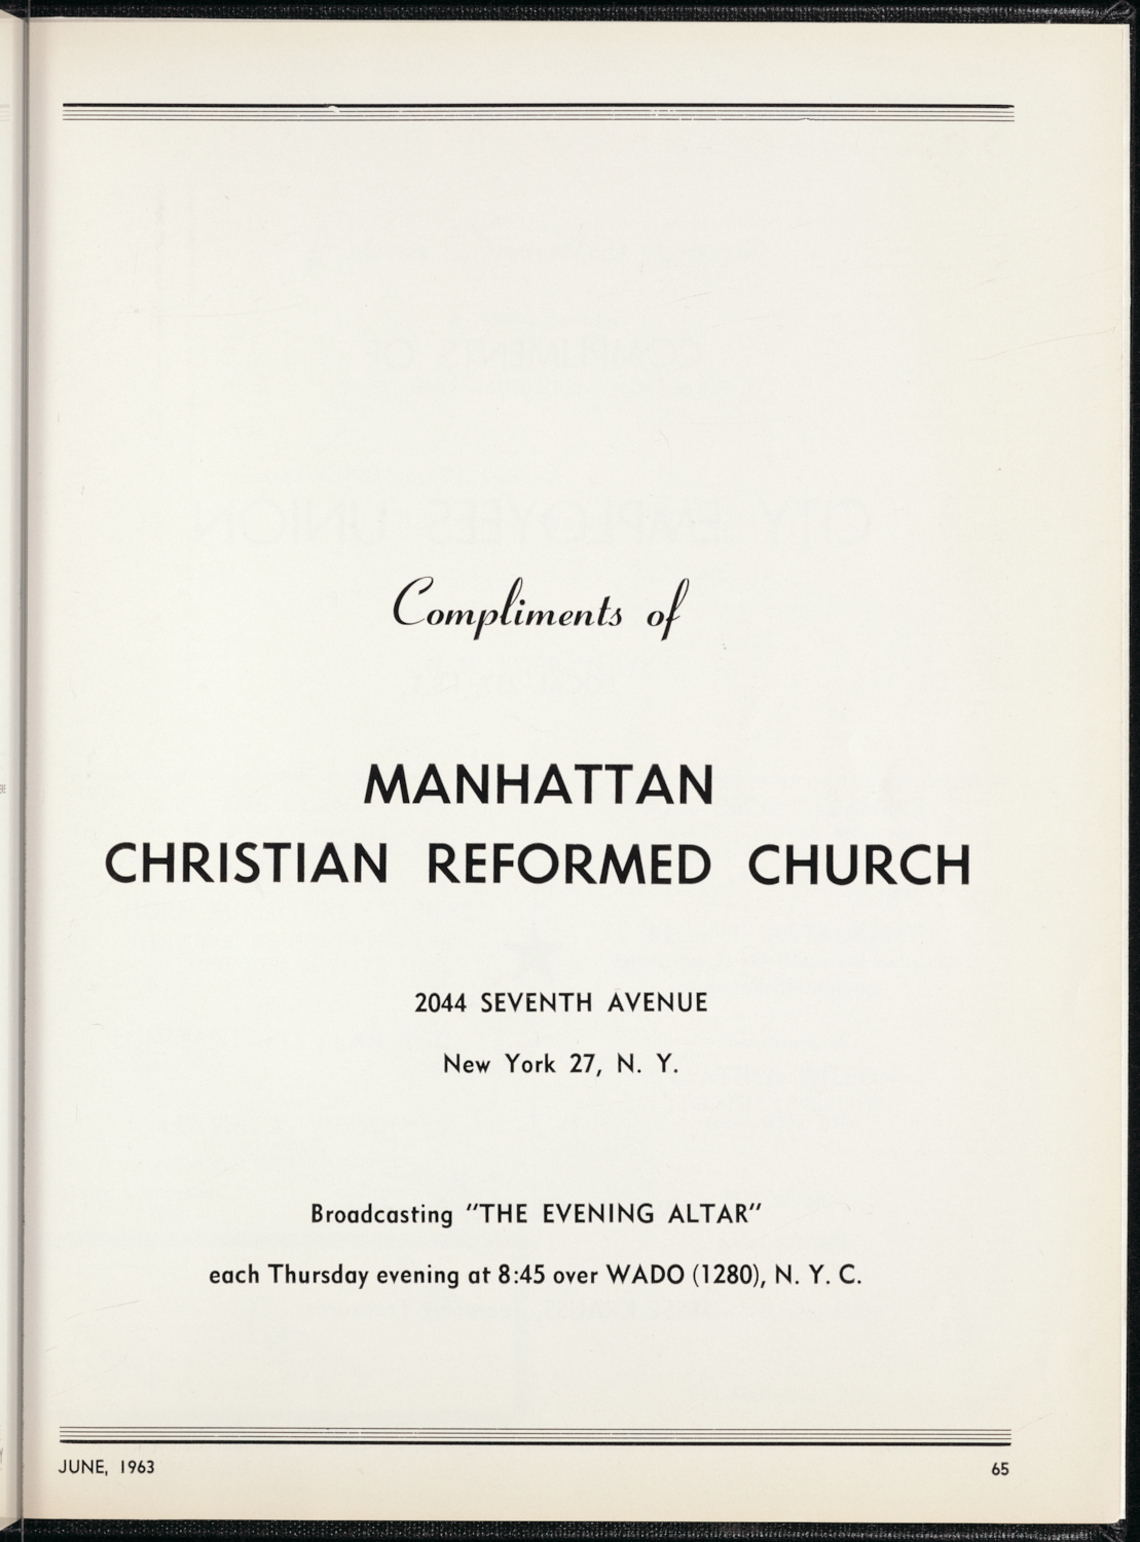 Compliments of
MANHATTAN
CHRISTIAN REFORMED CHURCH
2044 SEVENTH AVENUE
New York 27, N. Y.
Broadcasting "THE EVENING ALTAR"
each Thursday evening at 8:45 over WADO (1280), N. Y. C.
JUNE, 1963
65